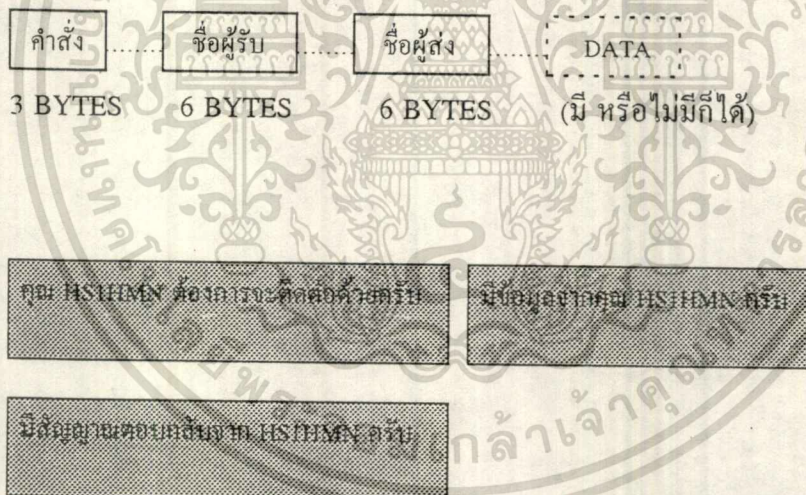 คำสั่ง ชื่อผู้รับ ชื่อผู้ส่ง DATA
3 BYTES 6 BYTES 6 BYTES (มี หรือไม่มีก็ได้)
คุณ HS1HMN ต้องการจะติดต่อด้วยครับ มีข้อมูลจากคุณ HS1HMN ครับ
มีสัญญาณตอบกลับจาก HS1HMN ครับ